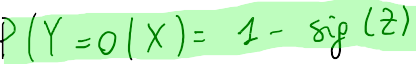 P(Y=0(X)= 1- sig(z)